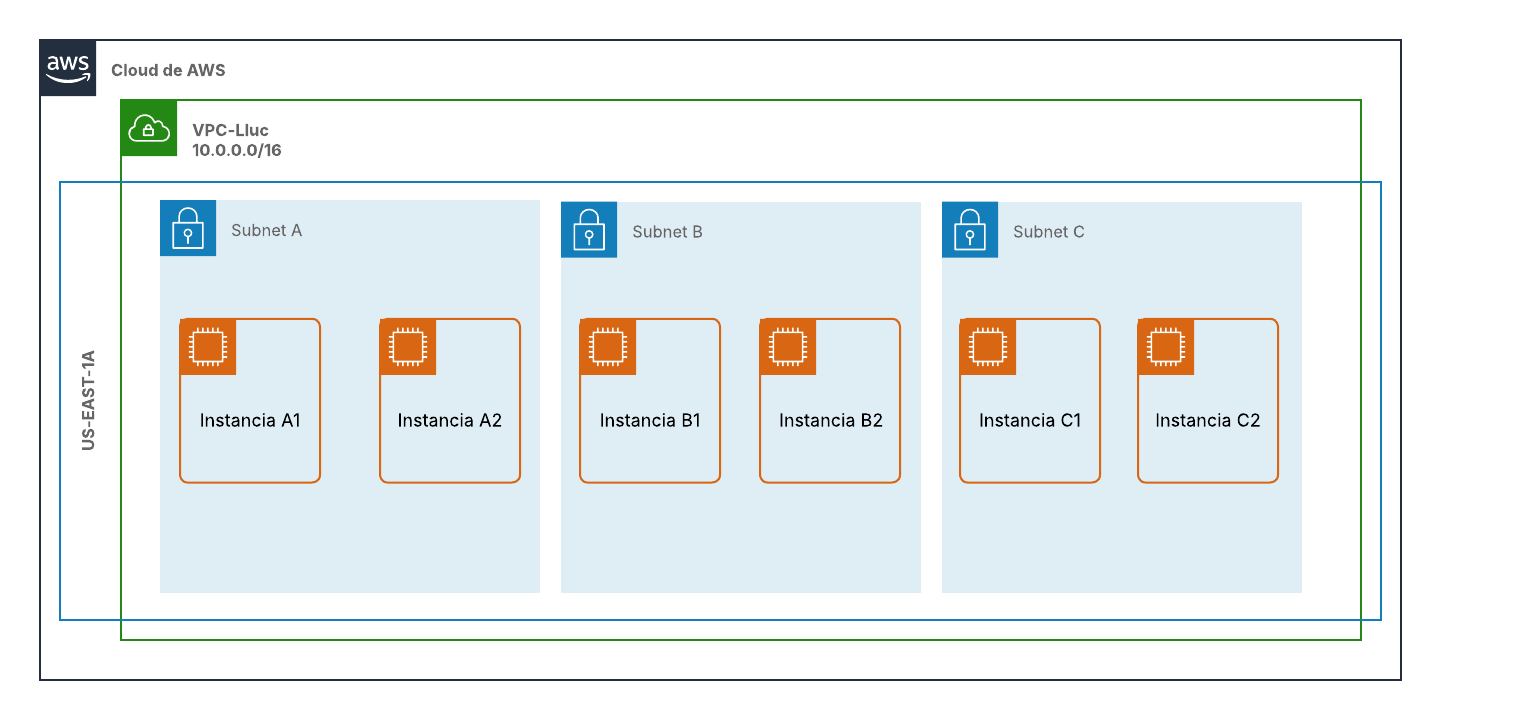 aws
Cloud de AWS
VPC-Lluc
10.0.0.0/16
US-EAST-1A
Subnet A
Subnet B
Subnet C
Instancia A1
Instancia A2
Instancia B1
Instancia B2
Instancia C1
Instancia C2